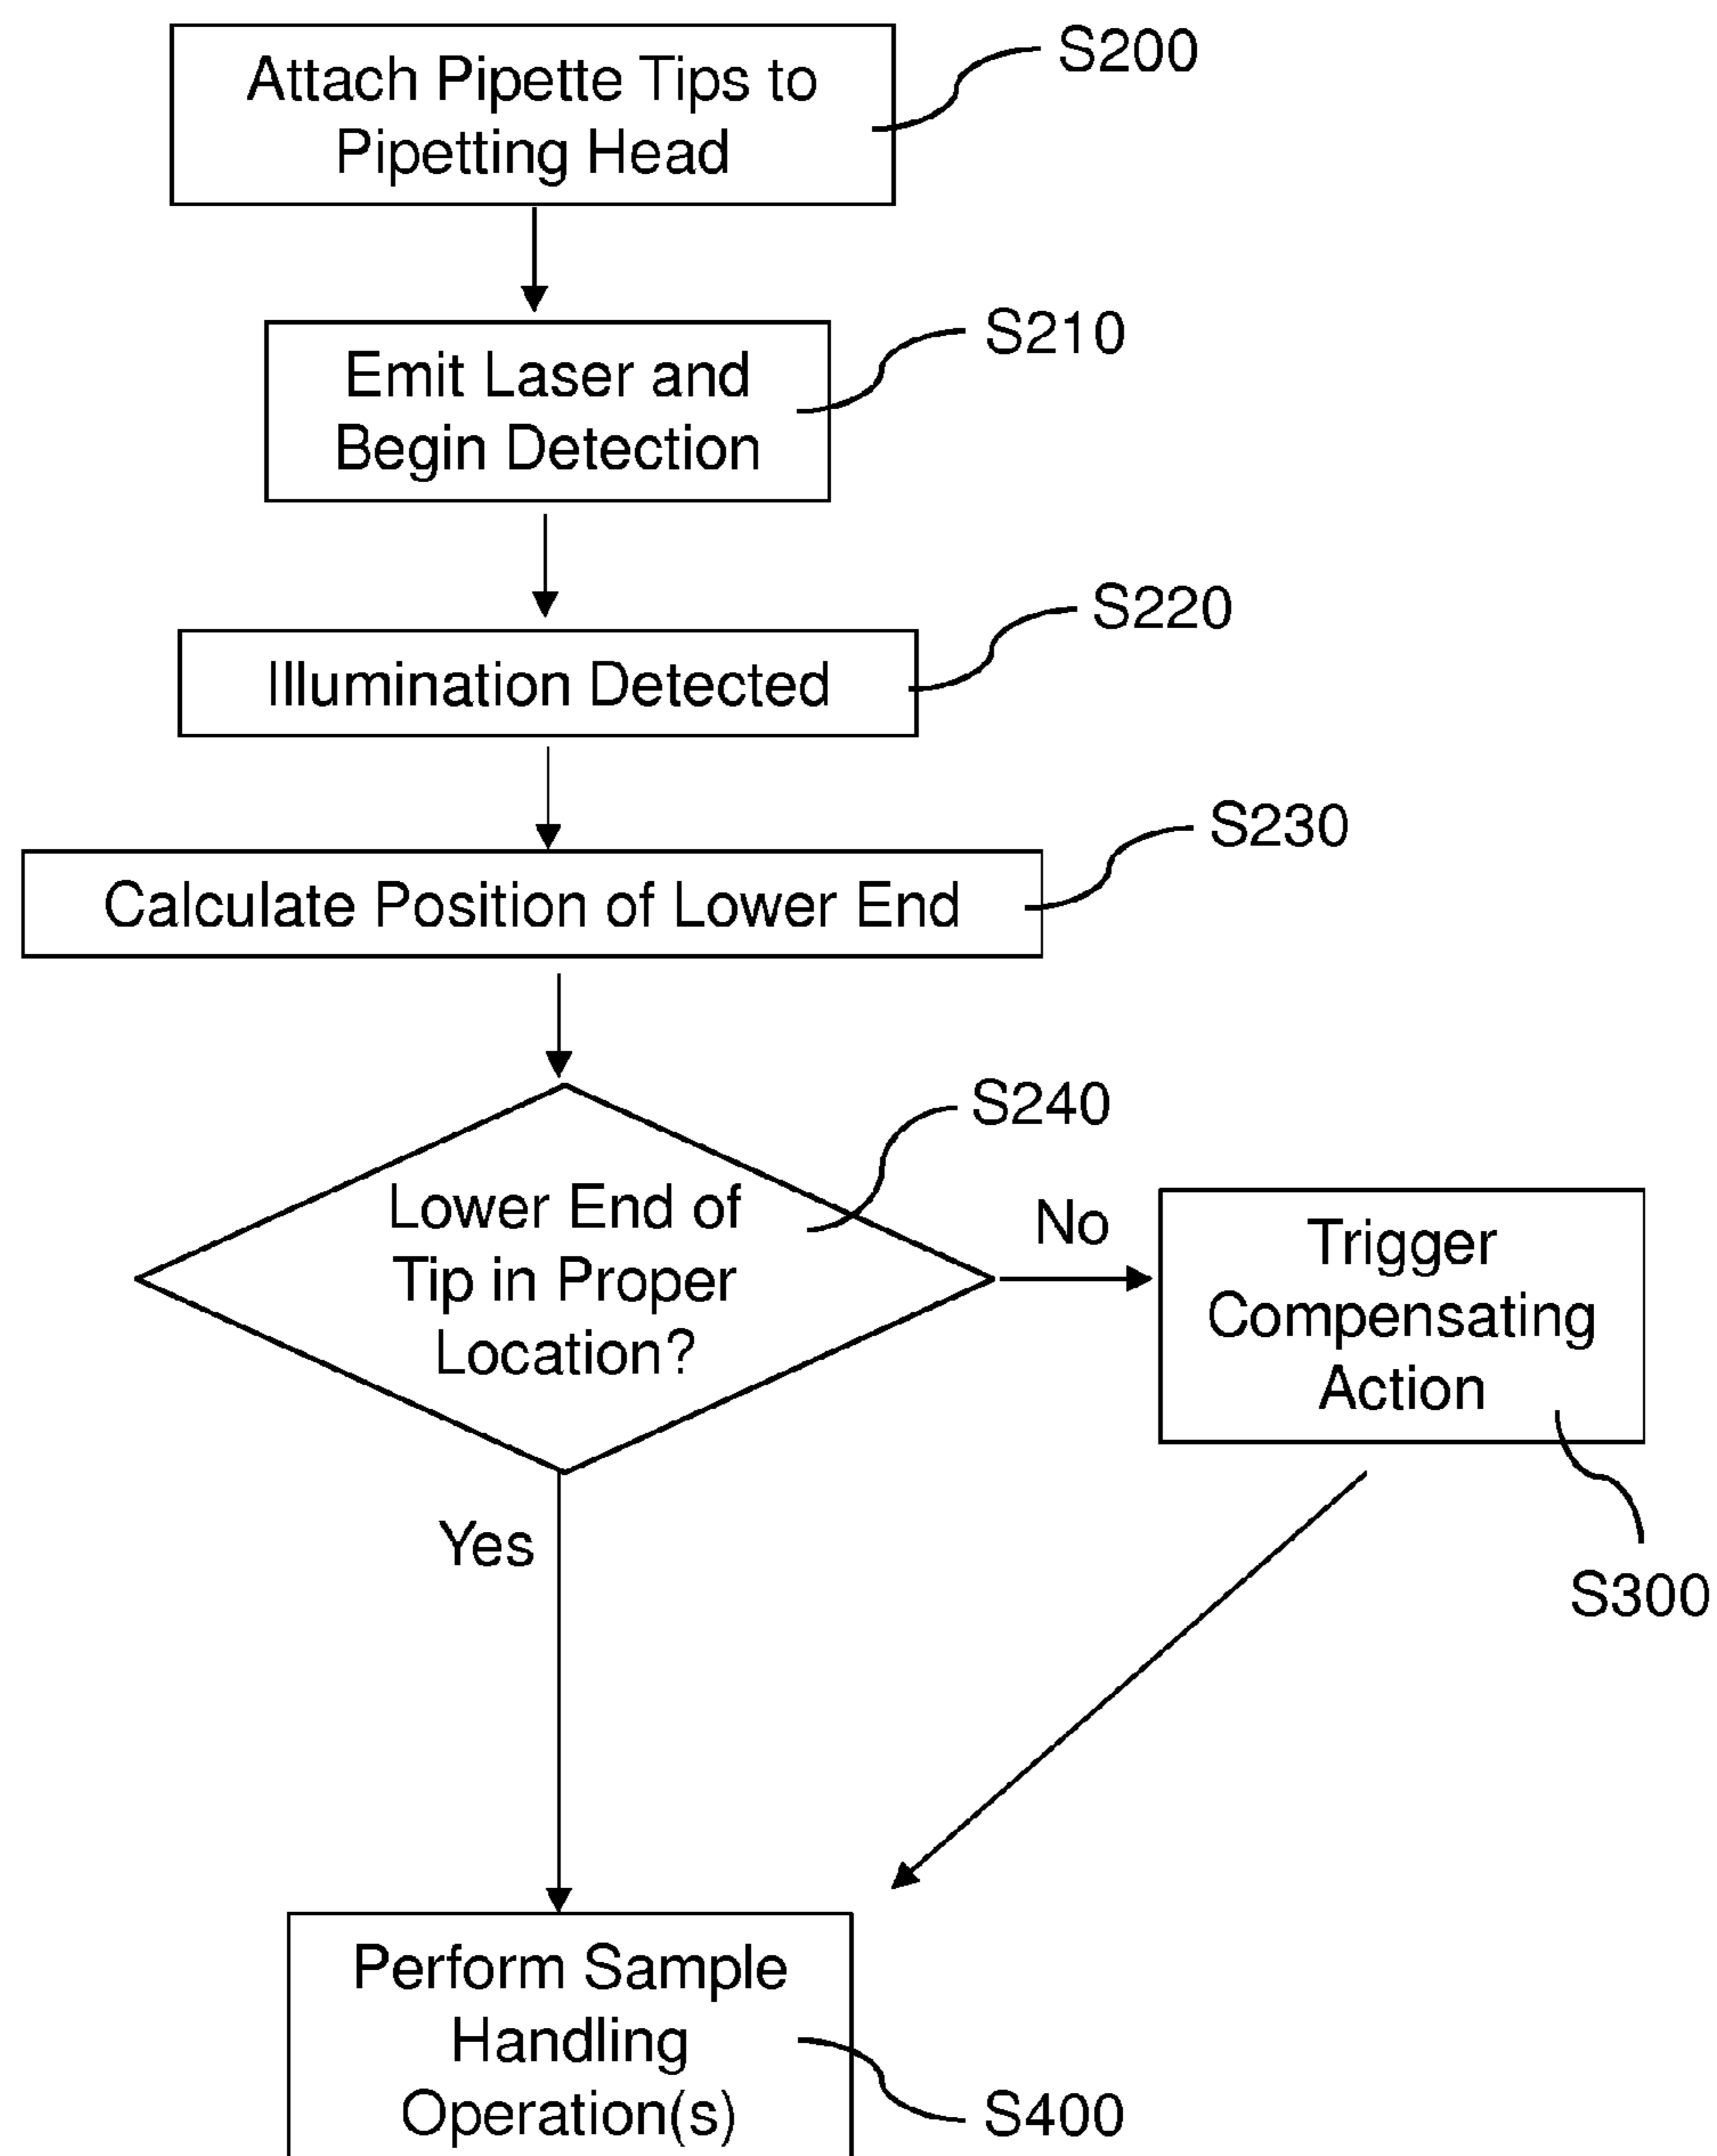 Attach Pipette Tips to
Pipetting Head
S200
Emit Laser and
Begin Detection
S210
Illumination Detected
S220
Calculate Position of Lower End
S230
Lower End of
Tip in Proper
Location?
S240
No
Trigger
Compensating
Action
S300
Yes
Perform Sample
Handling
Operation(s)
S400